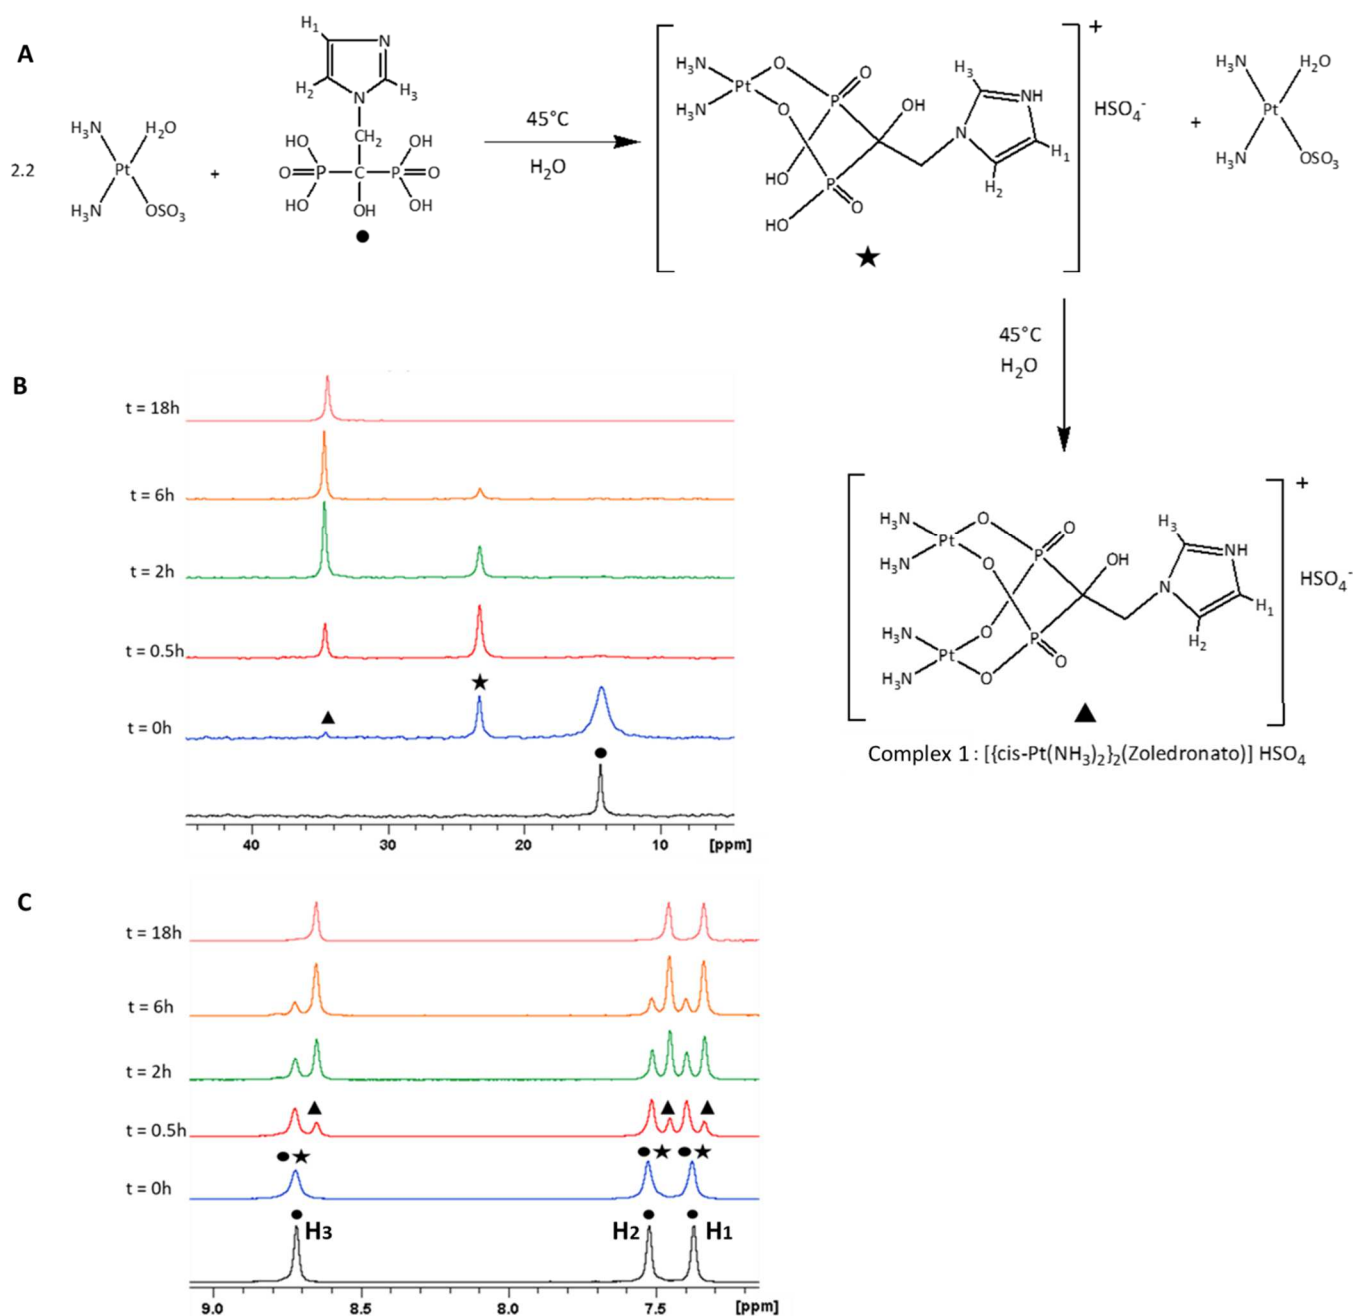 A
2.2
H₃N
H₂O
Pt
H₃N
OSO₃
+
H₁
N
H₂
H₃
N
CH₂
HO
OH
O
P
C
P
O
HO
OH
OH
45°C
H₂O
H₃N
O
Pt
H₃N
O
P
O
OH
HO
P
O
HO
H₃
NH
N
H₁
H₂
+
HSO₄⁻
+
H₃N
H₂O
Pt
H₃N
OSO₃
45°C
H₂O
H₃N
O
Pt
H₃N
O
H₃N
O
Pt
H₃N
O
P
O
OH
P
O
H₃
NH
N
H₁
H₂
+
HSO₄⁻
Complex 1 : [{cis-Pt(NH₃)₂}₂(Zoledronato)] HSO₄
B
t = 18h
t = 6h
t = 2h
t = 0.5h
t = 0h
40 30 20 10 [ppm]
C
t = 18h
t = 6h
t = 2h
t = 0.5h
t = 0h
H₃ H₂ H₁
9.0 8.5 8.0 7.5 [ppm]